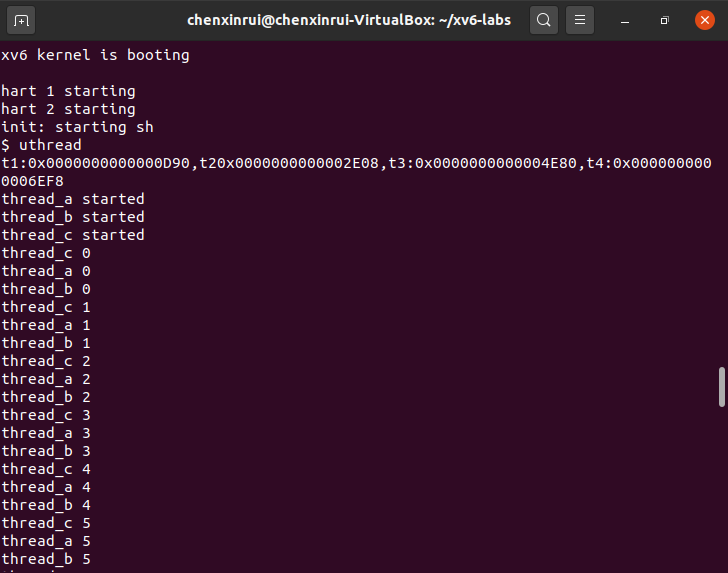 chenxinrui@chenxinrui-VirtualBox: ~/xv6-labs
xv6 kernel is booting
hart 1 starting
hart 2 starting
init: starting sh
$ uthread
t1:0x0000000000000D90,t20x0000000000002E08,t3:0x0000000000004E80,t4:0x000000000
0006EF8
thread_a started
thread_b started
thread_c started
thread_c 0
thread_a 0
thread_b 0
thread_c 1
thread_a 1
thread_b 1
thread_c 2
thread_a 2
thread_b 2
thread_c 3
thread_a 3
thread_b 3
thread_c 4
thread_a 4
thread_b 4
thread_c 5
thread_a 5
thread_b 5